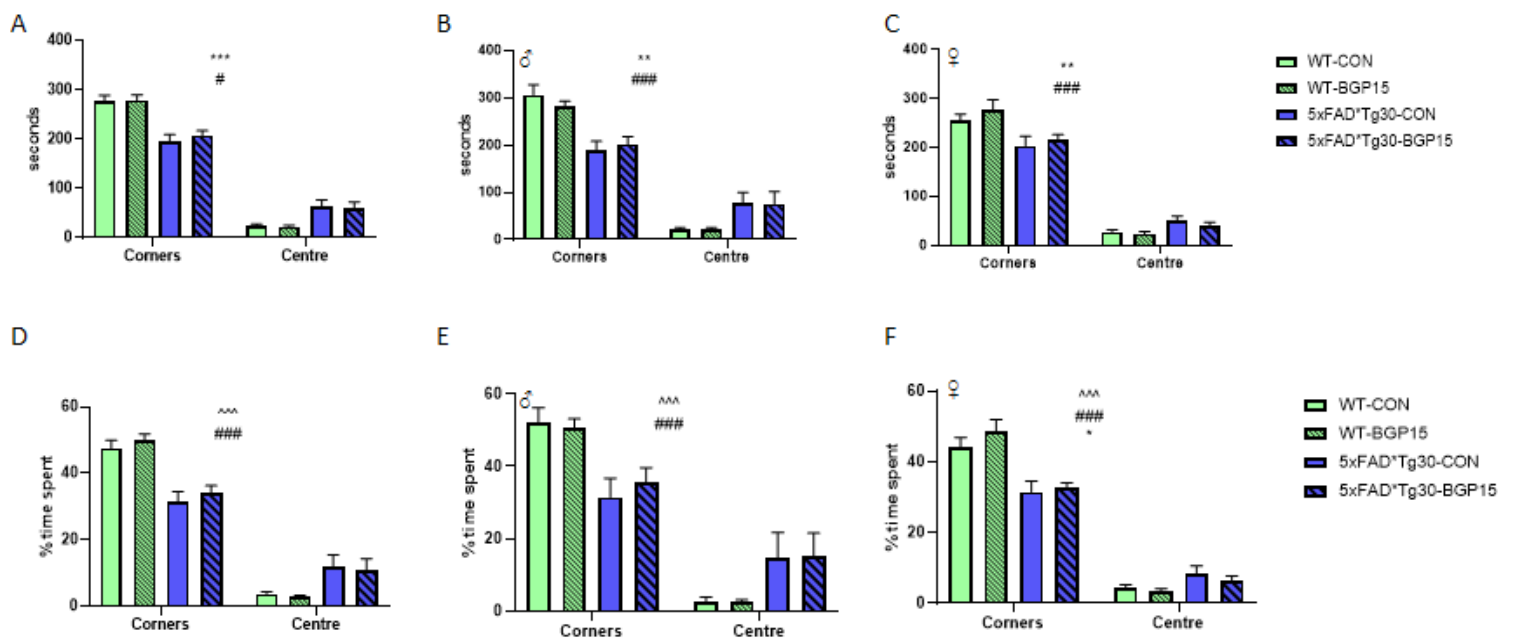 A
400
300
200
100
0
seconds
***
#
Corners Centre
B
♂
400
300
200
100
0
seconds
**
###
Corners Centre
C
♀
400
300
200
100
0
seconds
**
###
Corners Centre
WT-CON
WT-BGP15
5xFAD*Tg30-CON
5xFAD*Tg30-BGP15
D
60
40
20
0
% time spent
^^^
###
Corners Centre
E
♂
60
40
20
0
% time spent
^^^
###
Corners Centre
F
♀
60
40
20
0
% time spent
^^^
###
*
Corners Centre
WT-CON
WT-BGP15
5xFAD*Tg30-CON
5xFAD*Tg30-BGP15